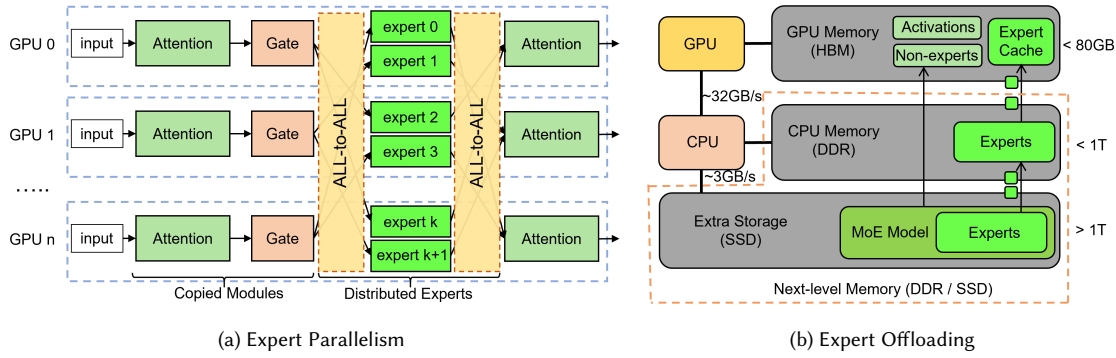 GPU 0
input
Attention
Gate
expert 0
expert 1
Attention
GPU 1
input
Attention
Gate
ALL-to-ALL
expert 2
expert 3
ALL-to-ALL
Attention
.....
GPU n
input
Attention
Gate
expert k
expert k+1
Attention
Copied Modules
Distributed Experts
(a) Expert Parallelism
GPU
GPU Memory
(HBM)
Activations
Non-experts
Expert
Cache
< 80GB
~32GB/s
CPU
CPU Memory
(DDR)
Experts
< 1T
~3GB/s
Extra Storage
(SSD)
MoE Model
Experts
> 1T
Next-level Memory (DDR / SSD)
(b) Expert Offloading